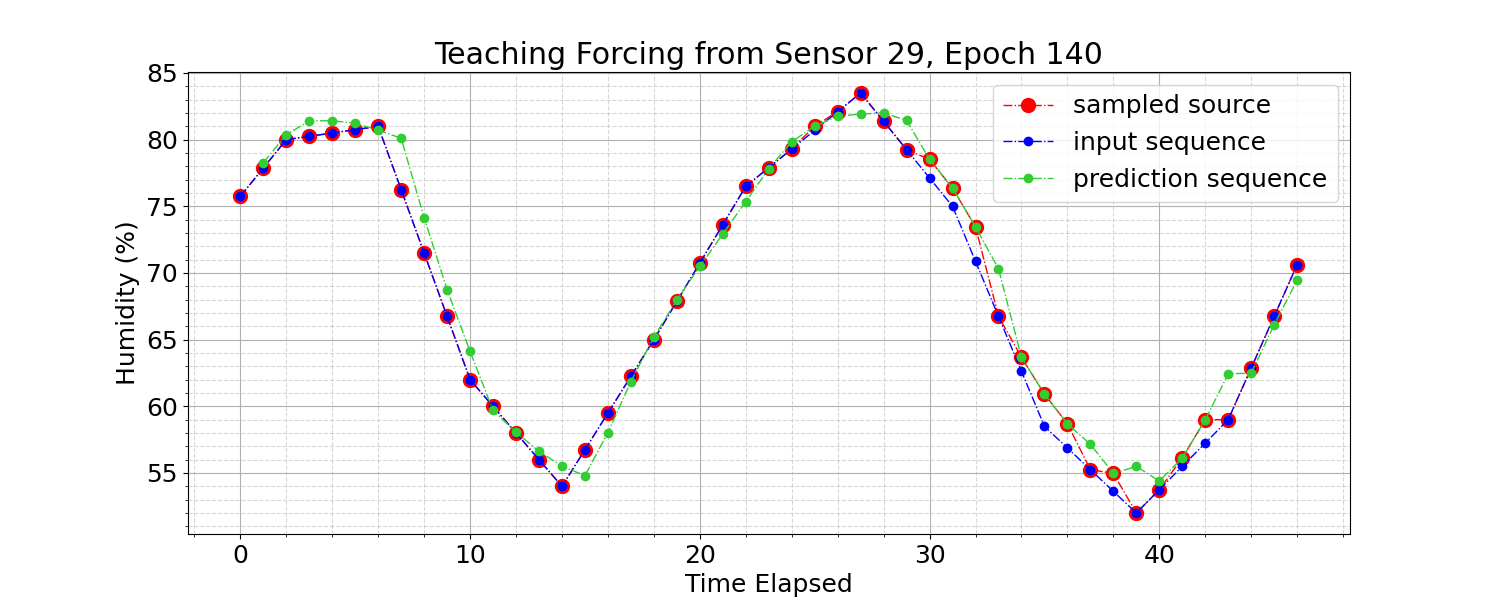 Teaching Forcing from Sensor 29, Epoch 140
85
80
75
70
65
60
55
Humidity (%)
sampled source
input sequence
prediction sequence
0 10 20 30 40
Time Elapsed